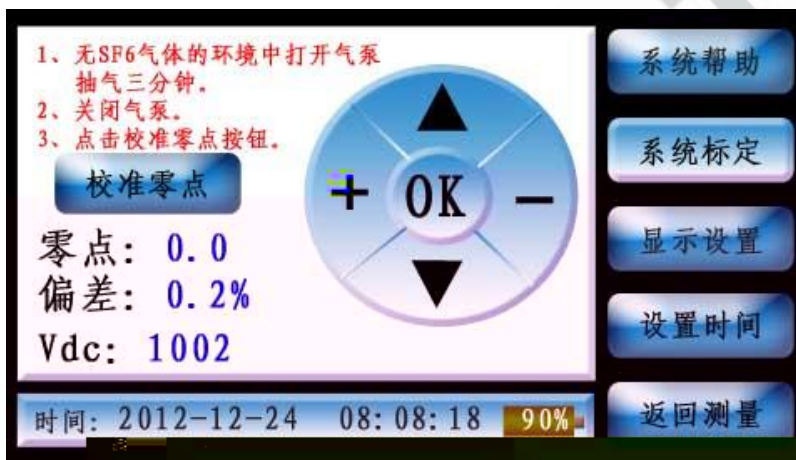 1、无SF6气体的环境中打开气泵
抽气三分钟。
2、关闭气泵。
3、点击校准零点按钮。
校准零点
零点: 0.0
偏差: 0.2%
Vdc: 1002
+ OK −
系统帮助
系统标定
显示设置
设置时间
返回测量
时间: 2012-12-24 08:08:18 90%